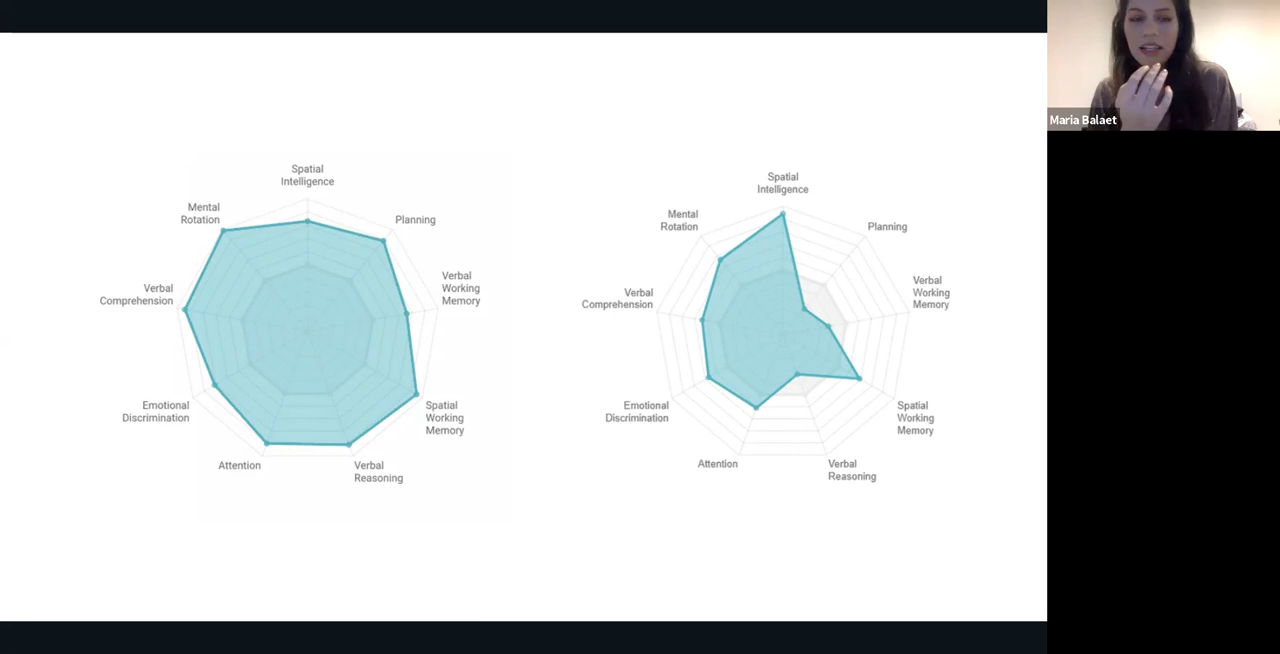 Spatial
Intelligence
Mental
Rotation
Planning
Verbal
Comprehension
Verbal
Working
Memory
Emotional
Discrimination
Spatial
Working
Memory
Attention
Verbal
Reasoning
Spatial
Intelligence
Mental
Rotation
Planning
Verbal
Comprehension
Verbal
Working
Memory
Emotional
Discrimination
Spatial
Working
Memory
Attention
Verbal
Reasoning
Maria Balaet